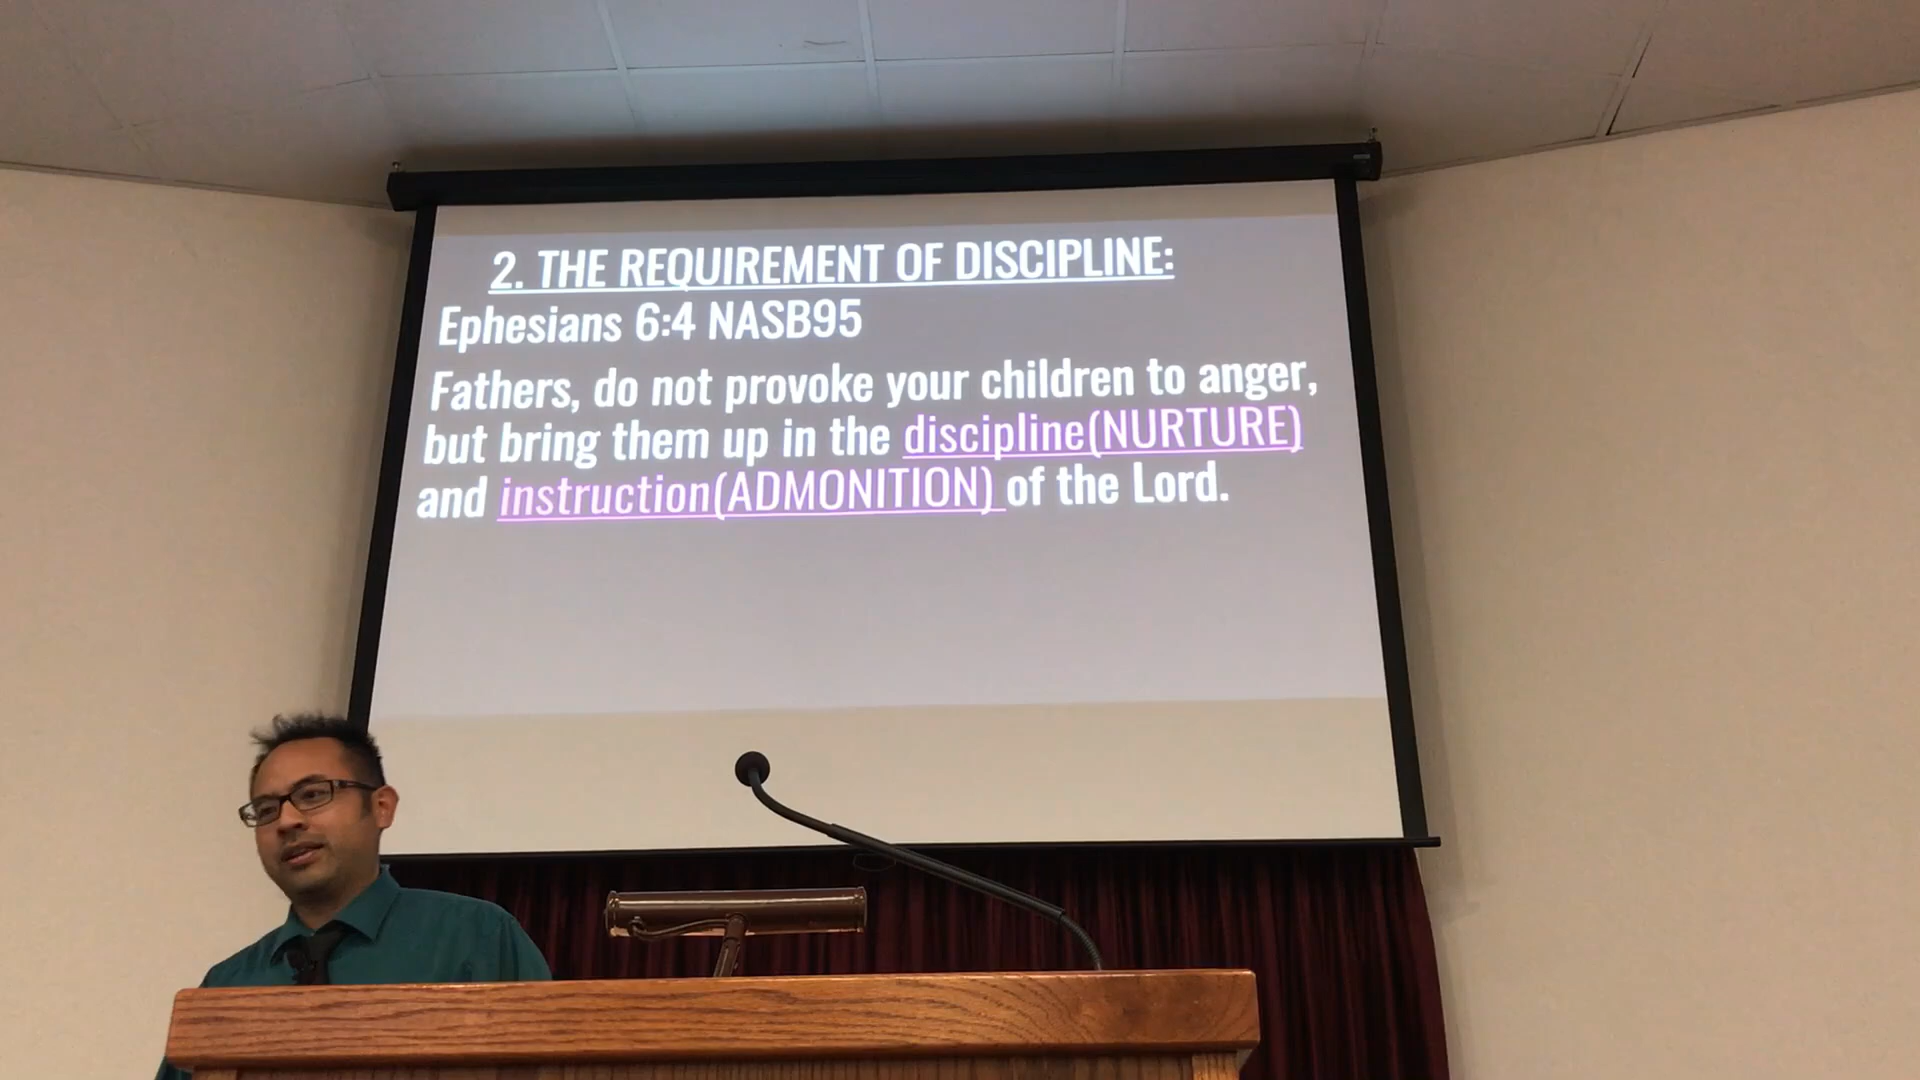 2. THE REQUIREMENT OF DISCIPLINE:
Ephesians 6:4 NASB95
Fathers, do not provoke your children to anger,
but bring them up in the discipline(NURTURE)
and instruction(ADMONITION) of the Lord.